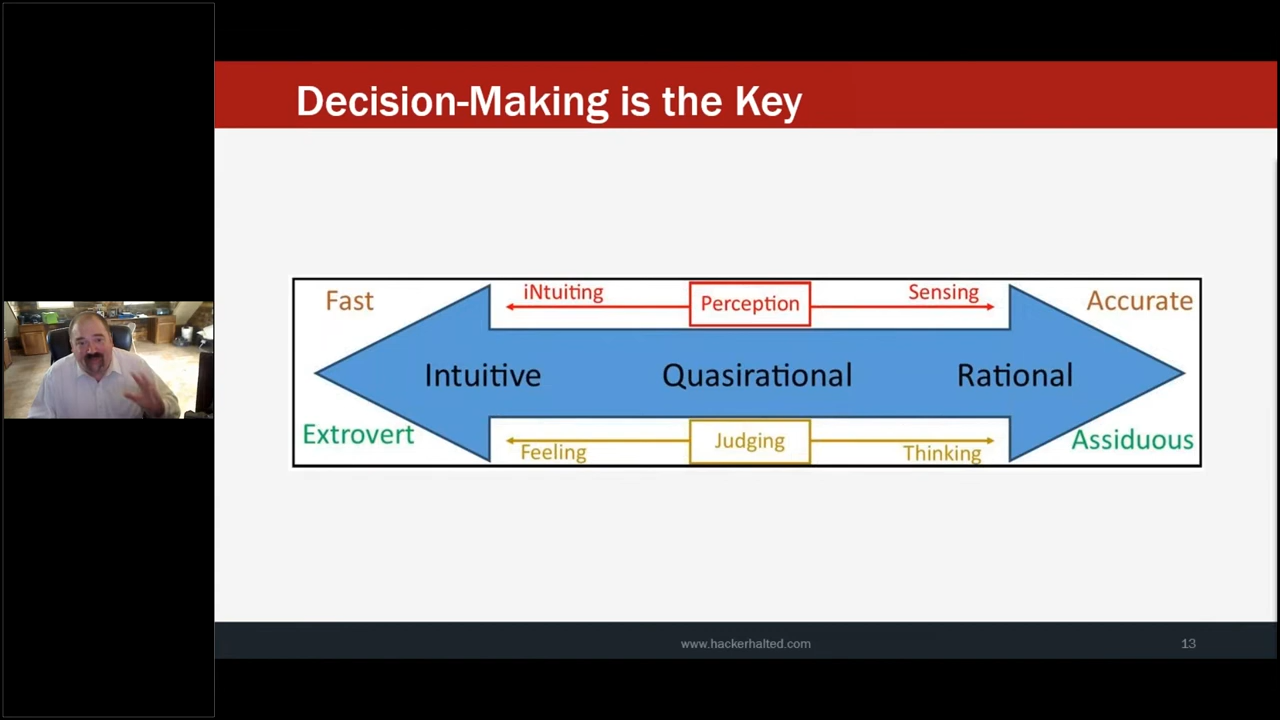 Decision-Making is the Key
Fast
iNtuiting
Perception
Sensing
Accurate
Intuitive
Quasirational
Rational
Extrovert
Feeling
Judging
Thinking
Assiduous
www.hackerhalted.com
13